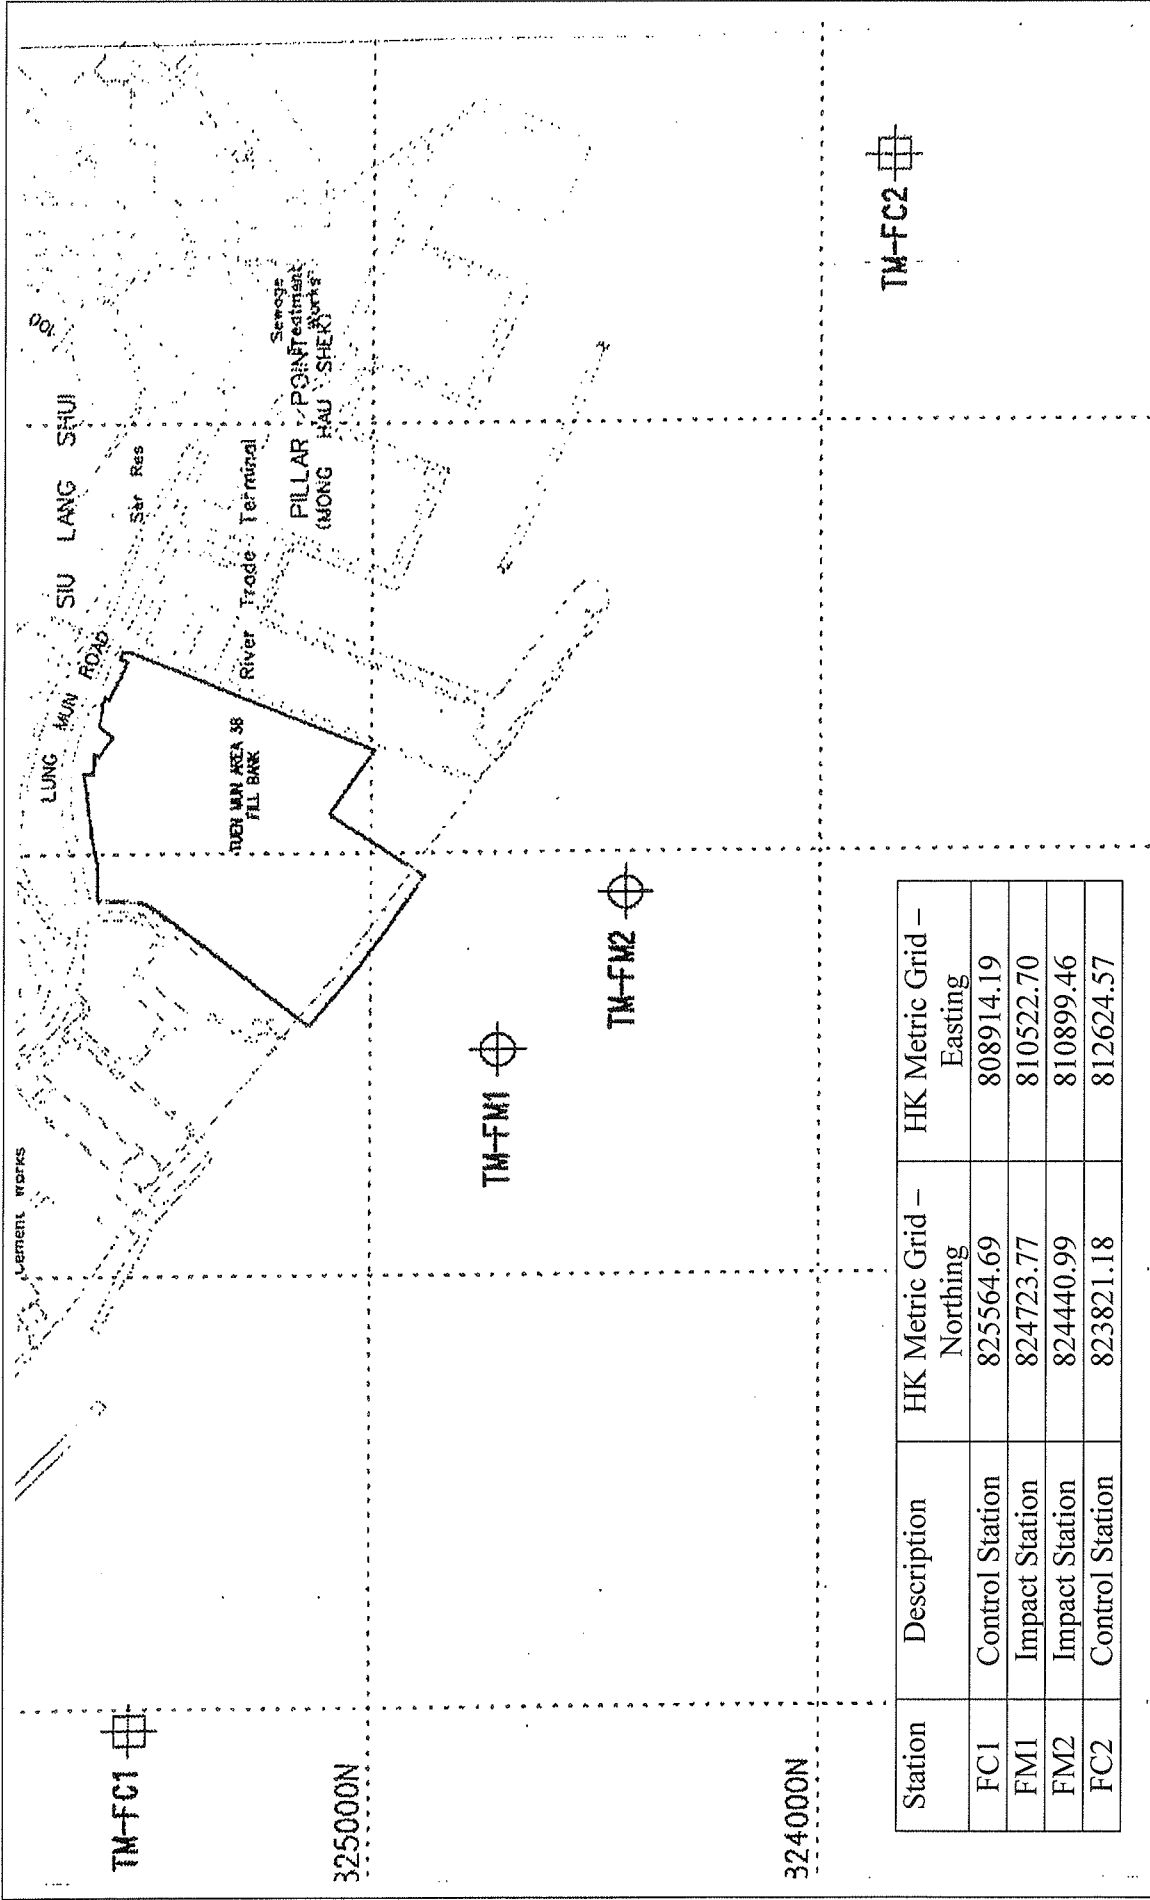 100
SIU LANG SHUI
LUNG MUN ROAD
Ser Res
Cement Works
Sewage
Treatment
Works
PILLAR POINT
(MONG HAU SHEK)
River Trade Terminal
TUEN MUN AREA 38
FILL BANK
TM-FC1
325000N
TM-FM1
TM-FM2
324000N
TM-FC2
Station Description HK Metric Grid – Northing HK Metric Grid – Easting
FC1 Control Station 825564.69 808914.19
FM1 Impact Station 824723.77 810522.70
FM2 Impact Station 824440.99 810899.46
FC2 Control Station 823821.18 812624.57